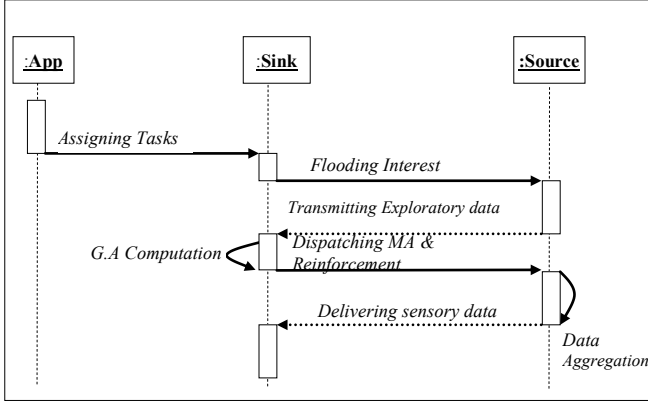 :App
:Sink
:Source
Assigning Tasks
Flooding Interest
Transmitting Exploratory data
G.A Computation
Dispatching MA &
Reinforcement
Delivering sensory data
Data
Aggregation